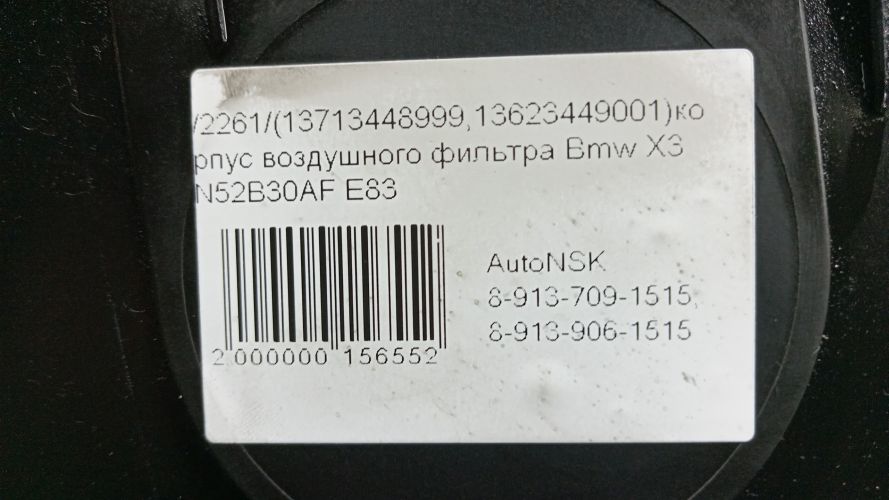 /2261/(13713448999,13623449001)ко
рпус воздушного фильтра Bmw X3
N52B30AF E83
AutoNSK
8-913-709-1515,
8-913-906-1515
2 000000 156552